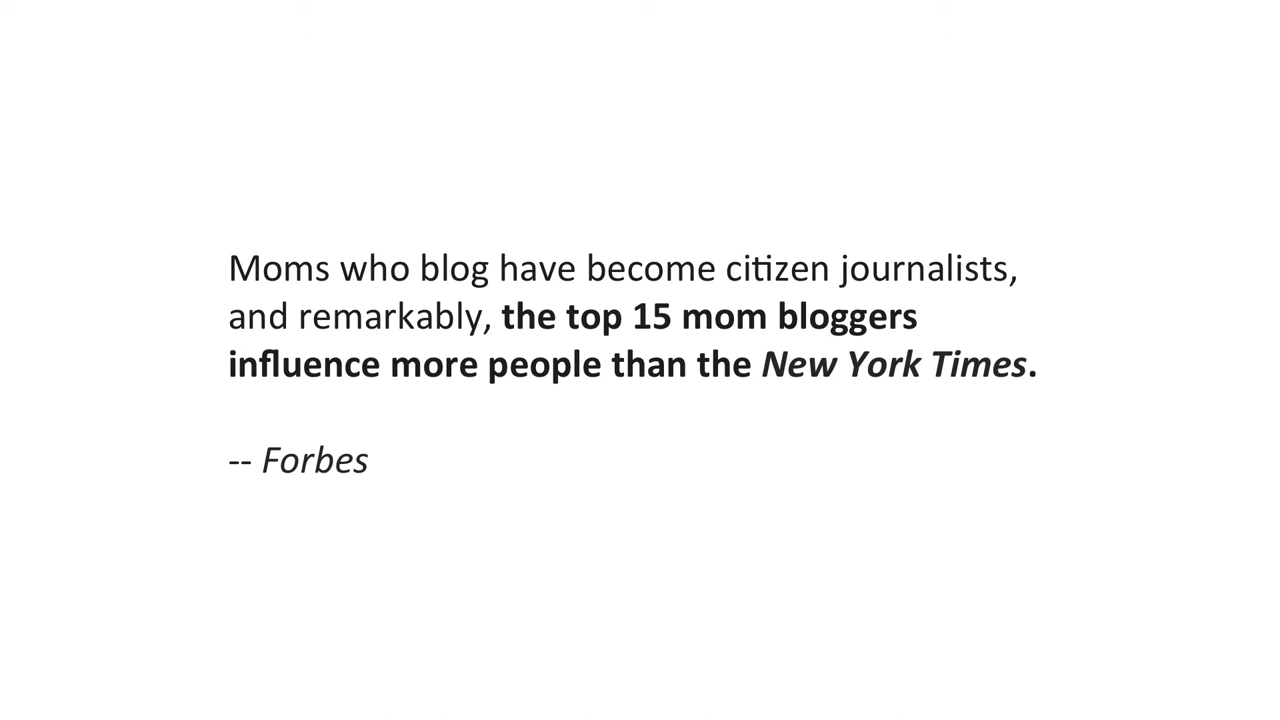 Moms who blog have become citizen journalists,
and remarkably, the top 15 mom bloggers
influence more people than the New York Times.
-- Forbes